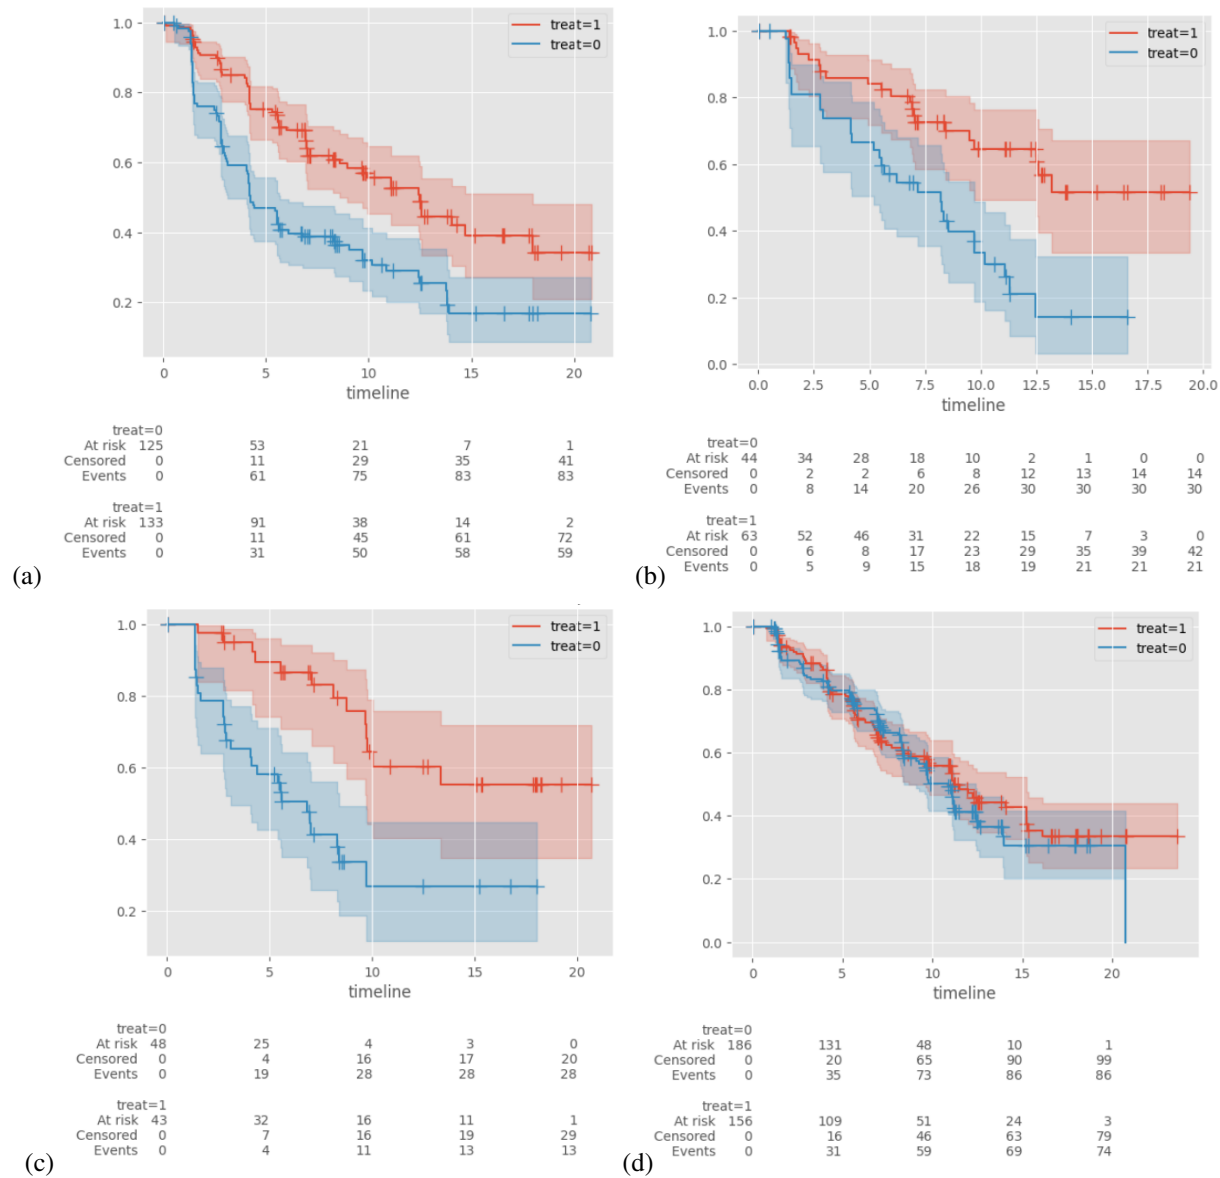 treat=1
treat=0
1.0
0.8
0.6
0.4
0.2
0 5 10 15 20
timeline
treat=0
At risk 125 53 21 7 1
Censored 0 11 29 35 41
Events 0 61 75 83 83
treat=1
At risk 133 91 38 14 2
Censored 0 11 45 61 72
Events 0 31 50 58 59
(a)
treat=1
treat=0
1.0
0.8
0.6
0.4
0.2
0.0
0.0 2.5 5.0 7.5 10.0 12.5 15.0 17.5 20.0
timeline
treat=0
At risk 44 34 28 18 10 2 1 0 0
Censored 0 2 2 6 8 12 13 14 14
Events 0 8 14 20 26 30 30 30 30
treat=1
At risk 63 52 46 31 22 15 7 3 0
Censored 0 6 8 17 23 29 35 39 42
Events 0 5 9 15 18 19 21 21 21
(b)
treat=1
treat=0
1.0
0.8
0.6
0.4
0.2
0 5 10 15 20
timeline
treat=0
At risk 48 25 4 3 0
Censored 0 4 16 17 20
Events 0 19 28 28 28
treat=1
At risk 43 32 16 11 1
Censored 0 7 16 19 29
Events 0 4 11 13 13
(c)
treat=1
treat=0
1.0
0.8
0.6
0.4
0.2
0.0
0 5 10 15 20
timeline
treat=0
At risk 186 131 48 10 1
Censored 0 20 65 90 99
Events 0 35 73 86 86
treat=1
At risk 156 109 51 24 3
Censored 0 16 46 63 79
Events 0 31 59 69 74
(d)